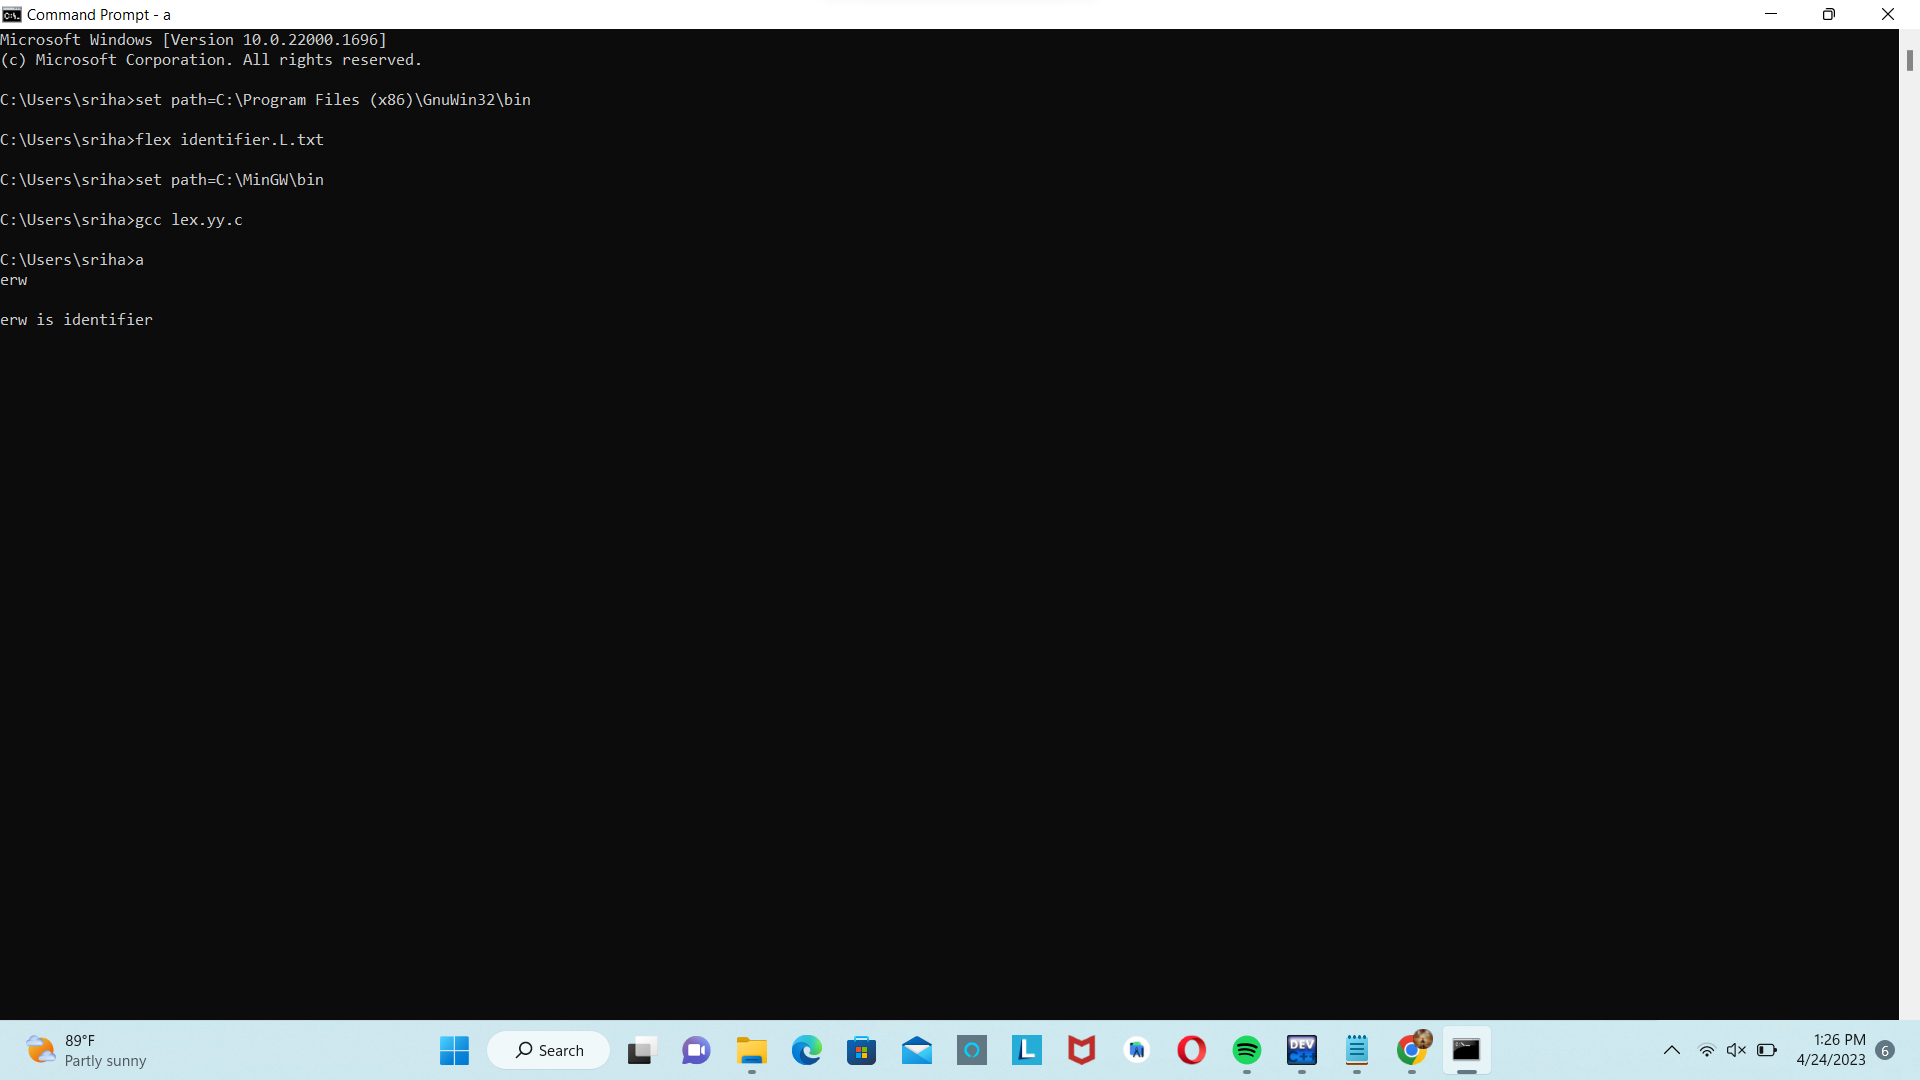 Command Prompt - a
Microsoft Windows [Version 10.0.22000.1696]
(c) Microsoft Corporation. All rights reserved.
C:\Users\sriha>set path=C:\Program Files (x86)\GnuWin32\bin
C:\Users\sriha>flex identifier.L.txt
C:\Users\sriha>set path=C:\MinGW\bin
C:\Users\sriha>gcc lex.yy.c
C:\Users\sriha>a
erw
erw is identifier
89°F
Partly sunny
Search
L
AI
DEV
C++
1:26 PM
4/24/2023
6